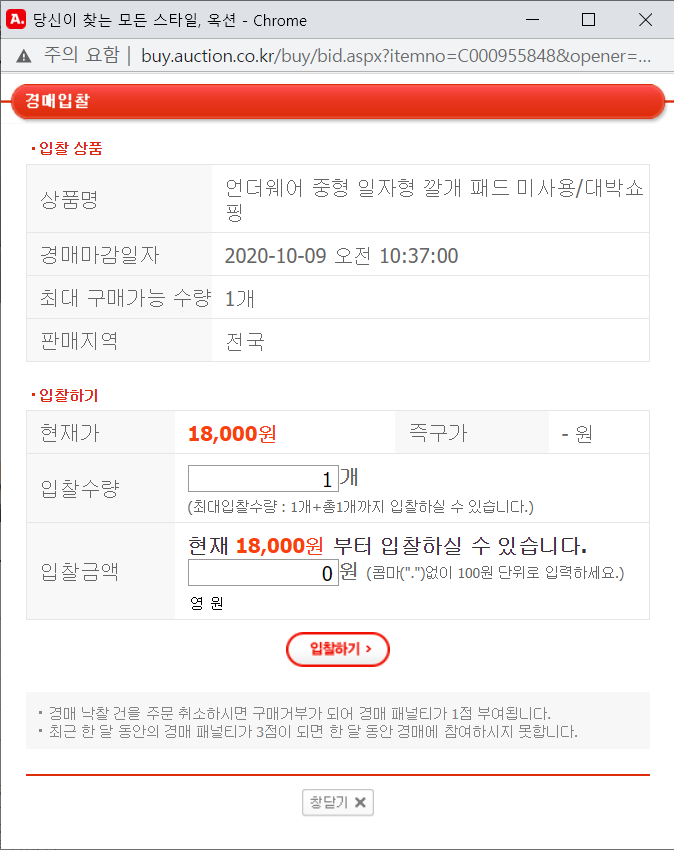 A. 당신이 찾는 모든 스타일, 옥션 - Chrome
주의 요함 | buy.auction.co.kr/buy/bid.aspx?itemno=C000955848&opener=...
경매입찰
· 입찰 상품
상품명 언더웨어 중형 일자형 깔개 패드 미사용/대박쇼
핑
경매마감일자 2020-10-09 오전 10:37:00
최대 구매가능 수량 1개
판매지역 전국
· 입찰하기
현재가 18,000원 즉구가 - 원
입찰수량 1개
(최대입찰수량 : 1개+총1개까지 입찰하실 수 있습니다.)
현재 18,000원 부터 입찰하실 수 있습니다.
입찰금액 0원 (콤마(".")없이 100원 단위로 입력하세요.)
영 원
입찰하기 ›
· 경매 낙찰 건을 주문 취소하시면 구매거부가 되어 경매 패널티가 1점 부여됩니다.
· 최근 한 달 동안의 경매 패널티가 3점이 되면 한 달 동안 경매에 참여하시지 못합니다.
창닫기 ✖